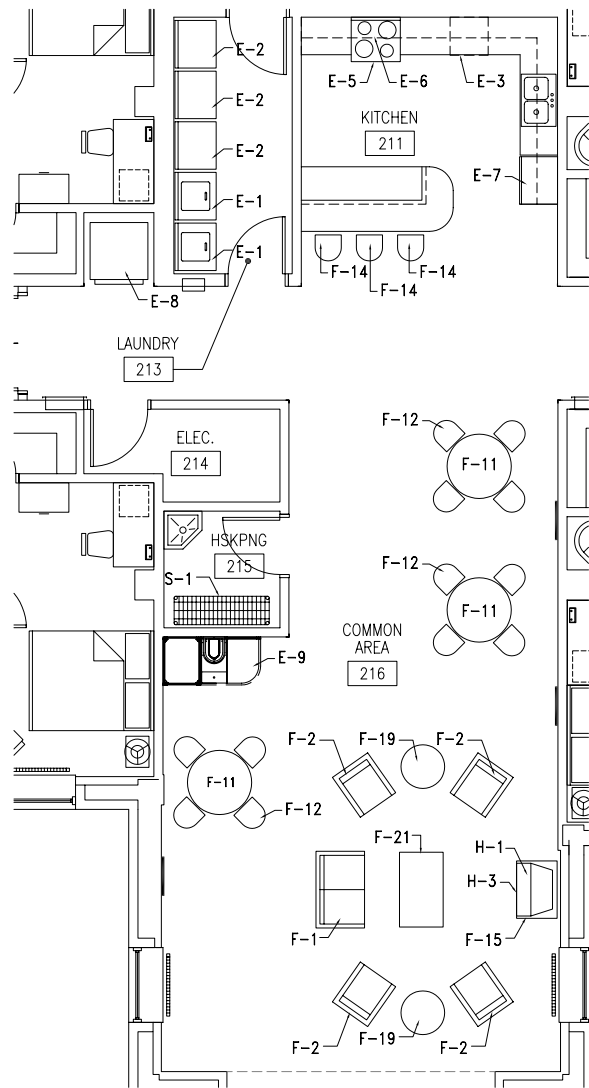 E-2
E-5
E-6
E-3
E-2
KITCHEN
211
E-2
E-7
E-1
E-1
F-14
F-14
F-14
E-8
LAUNDRY
213
F-12
ELEC.
214
F-11
HSKPNG
215
S-1
F-12
F-11
COMMON
AREA
216
E-9
F-2
F-19
F-2
F-11
F-12
F-21
H-1
H-3
F-1
F-15
F-2
F-19
F-2